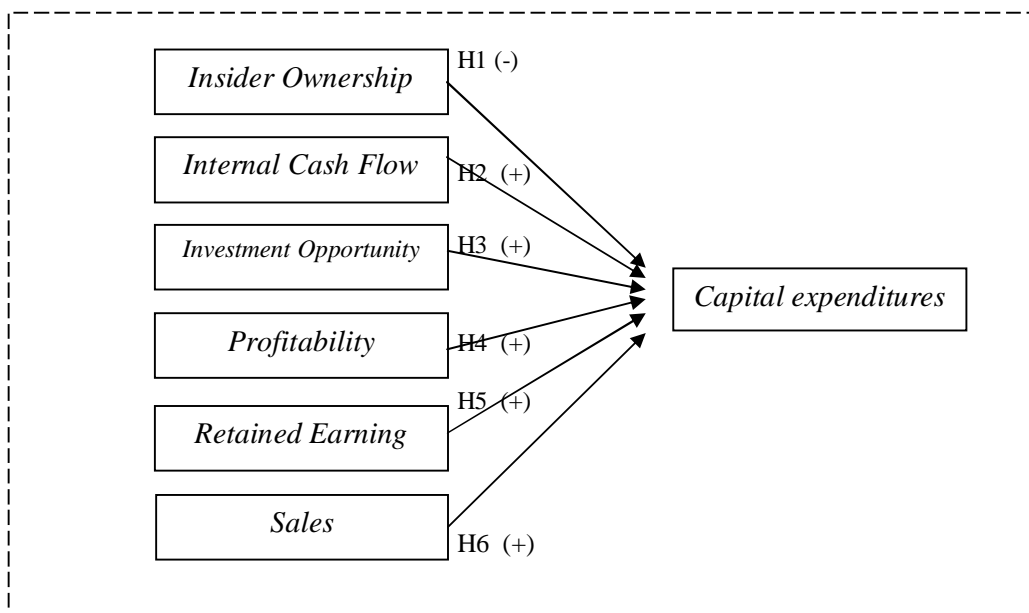 H1 (-)
Insider Ownership
Internal Cash Flow
H2 (+)
Investment Opportunity
H3 (+)
Capital expenditures
Profitability
H4 (+)
H5 (+)
Retained Earning
Sales
H6 (+)